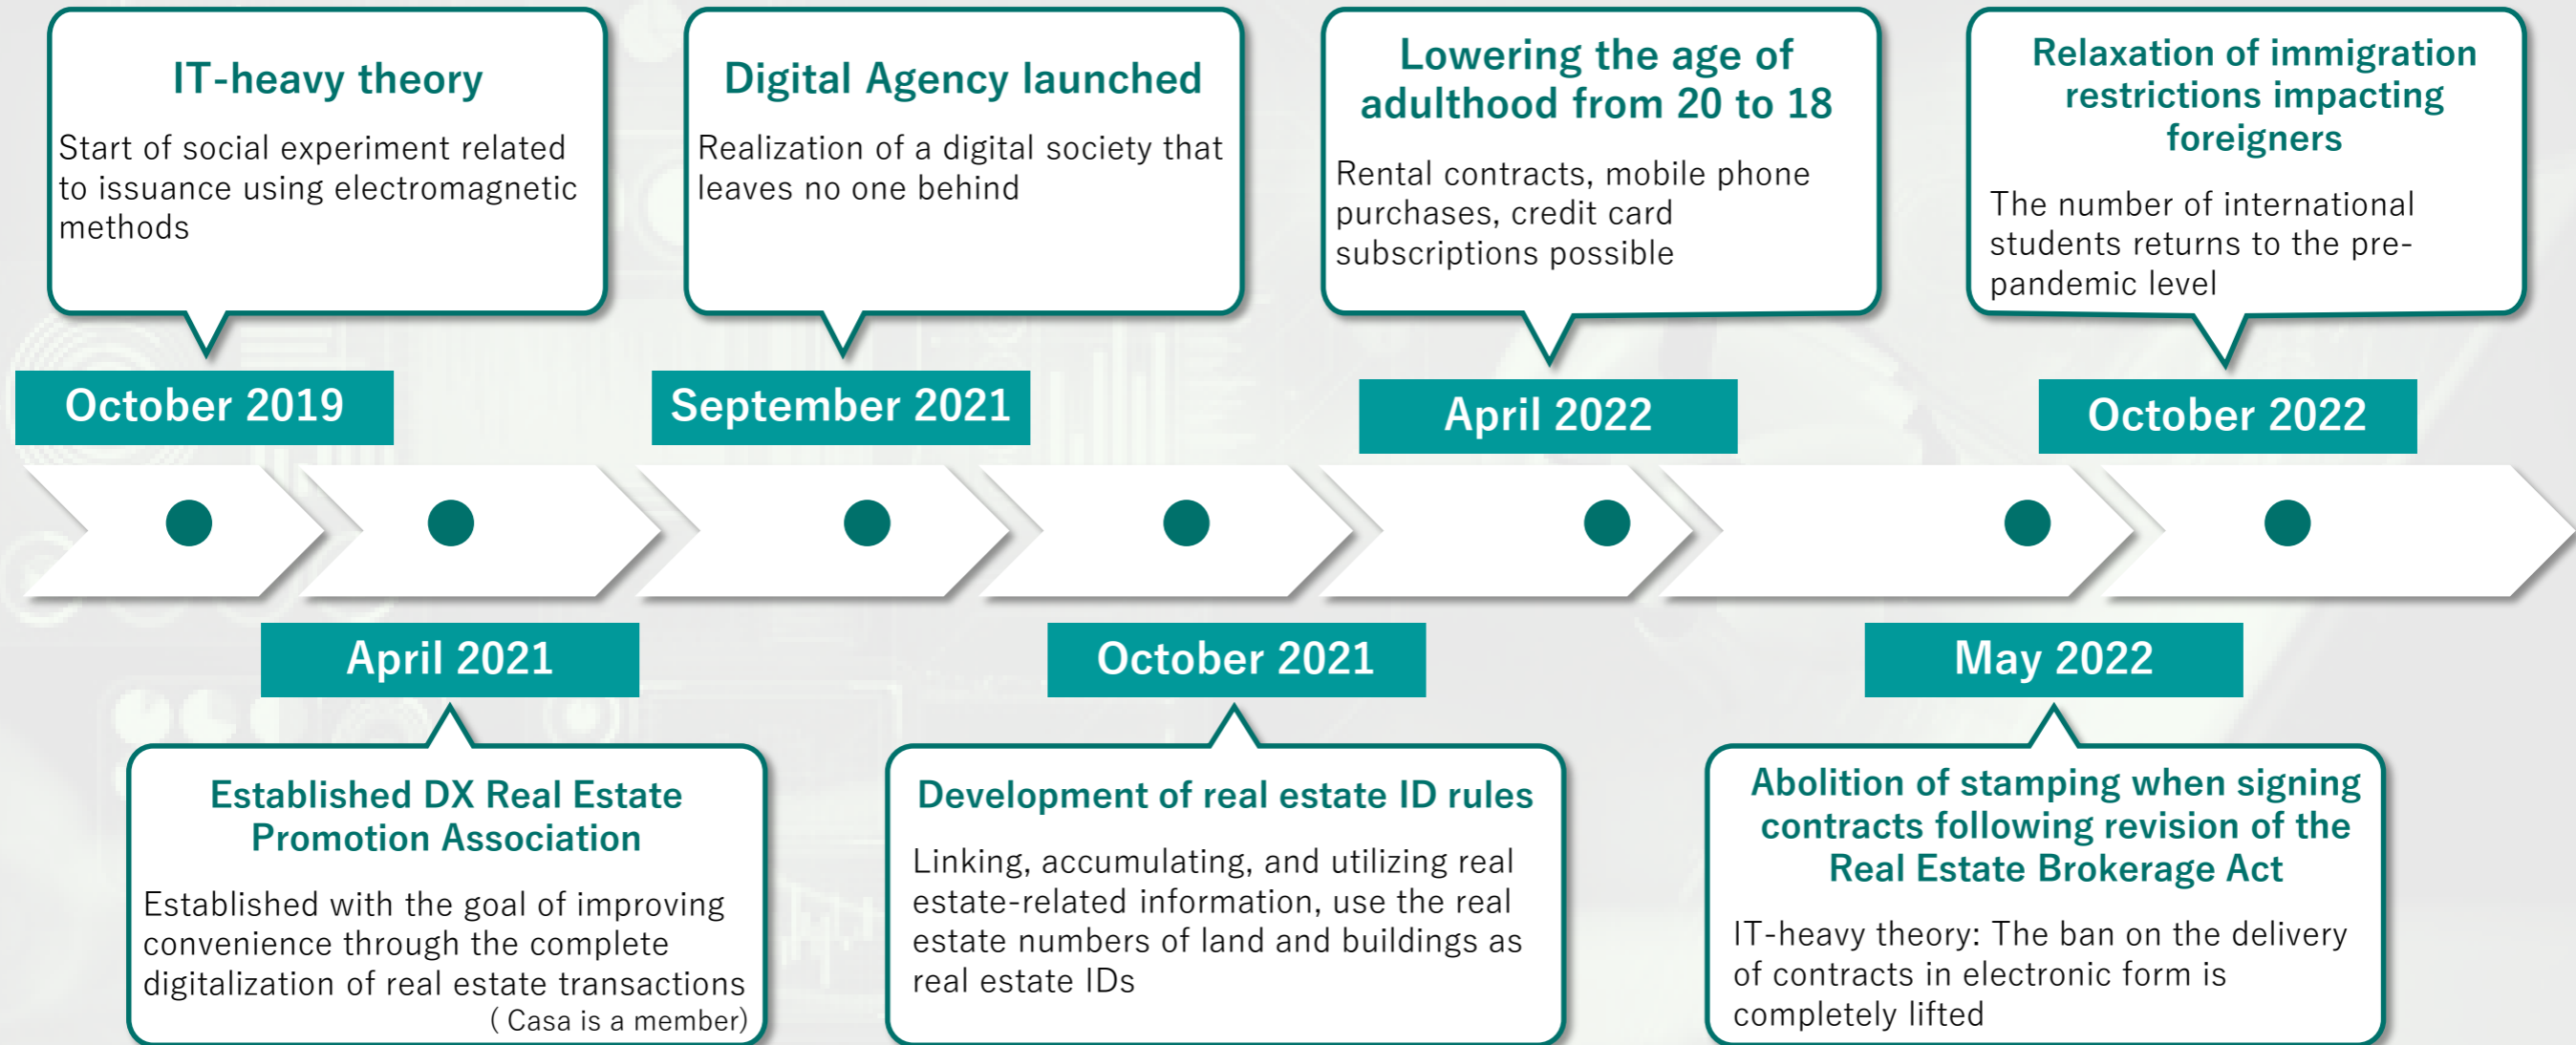 IT-heavy theory
Start of social experiment related
to issuance using electromagnetic
methods
Digital Agency launched
Realization of a digital society that
leaves no one behind
Lowering the age of
adulthood from 20 to 18
Rental contracts, mobile phone
purchases, credit card
subscriptions possible
Relaxation of immigration
restrictions impacting
foreigners
The number of international
students returns to the pre-
pandemic level
October 2019
September 2021
April 2022
October 2022
April 2021
October 2021
May 2022
Established DX Real Estate
Promotion Association
Established with the goal of improving
convenience through the complete
digitalization of real estate transactions
( Casa is a member)
Development of real estate ID rules
Linking, accumulating, and utilizing real
estate-related information, use the real
estate numbers of land and buildings as
real estate IDs
Abolition of stamping when signing
contracts following revision of the
Real Estate Brokerage Act
IT-heavy theory: The ban on the delivery
of contracts in electronic form is
completely lifted